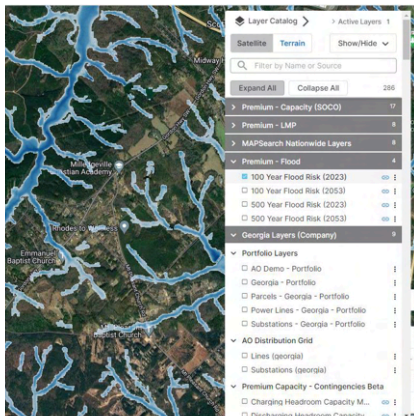 Layer Catalog
Active Layers 1
Satellite
Terrain
Show/Hide
Filter by Name or Source
Expand All
Collapse All
286
Premium - Capacity (SOCO) 17
Premium - LMP 8
MAPSearch Nationwide Layers 8
Premium - Flood 4
100 Year Flood Risk (2023)
100 Year Flood Risk (2053)
500 Year Flood Risk (2023)
500 Year Flood Risk (2053)
Georgia Layers (Company) 9
Portfolio Layers
AO Demo - Portfolio
Georgia - Portfolio
Parcels - Georgia - Portfolio
Power Lines - Georgia - Portfolio
Substations - Georgia - Portfolio
AO Distribution Grid
Lines (georgia)
Substations (georgia)
Premium Capacity - Contingencies Beta
Charging Headroom Capacity M...
Discharging Headroom Capacity
Midway
Christian Academy
Rhodes to Wellness
Emmanuel
Baptist Church
Baptist Church